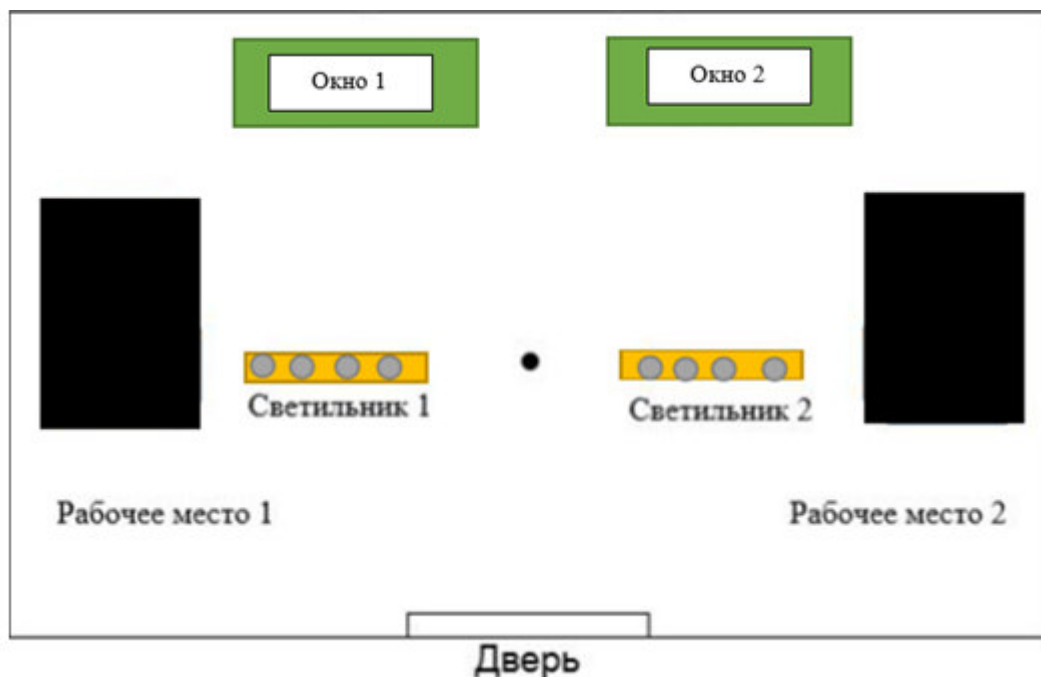 Окно 1
Окно 2
Светильник 1
Светильник 2
Рабочее место 1
Рабочее место 2
Дверь